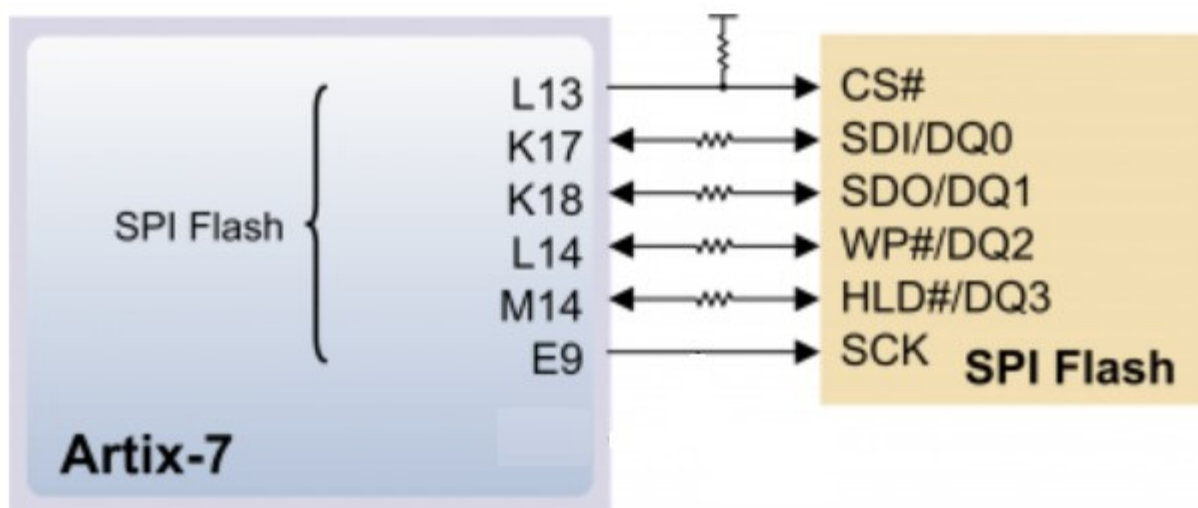 L13 CS#
K17 SDI/DQ0
K18 SDO/DQ1
SPI Flash
L14 WP#/DQ2
M14 HLD#/DQ3
E9 SCK
SPI Flash
Artix-7